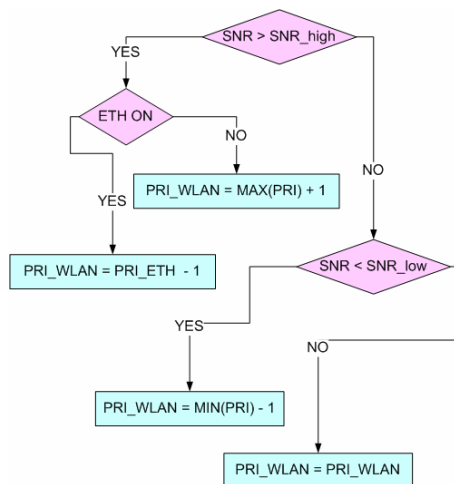 SNR > SNR_high
YES
ETH ON
NO
PRI_WLAN = MAX(PRI) + 1
NO
YES
PRI_WLAN = PRI_ETH - 1
SNR < SNR_low
YES
NO
PRI_WLAN = MIN(PRI) - 1
PRI_WLAN = PRI_WLAN